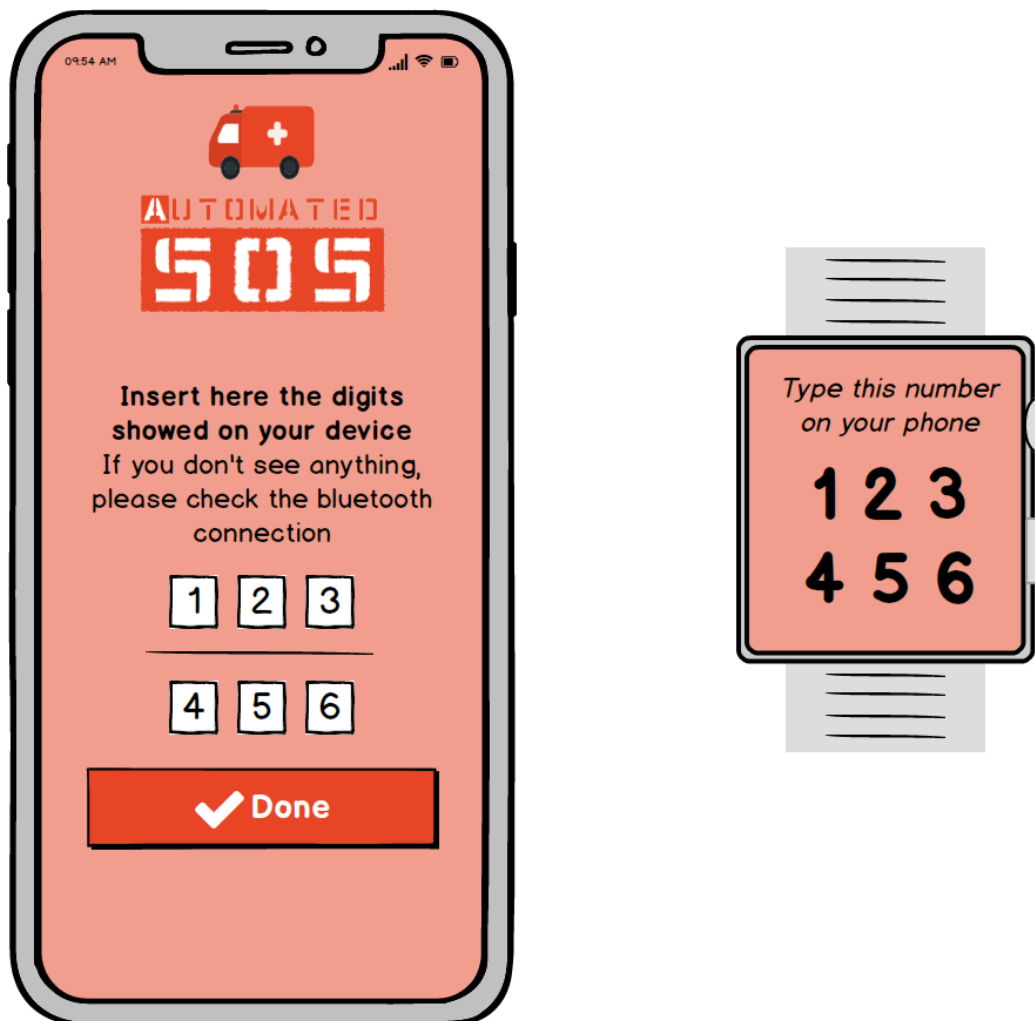 09:54 AM
AUTOMATED
SOS
Insert here the digits
showed on your device
If you don't see anything,
please check the bluetooth
connection
1 2 3
4 5 6
Done
Type this number
on your phone
1 2 3
4 5 6